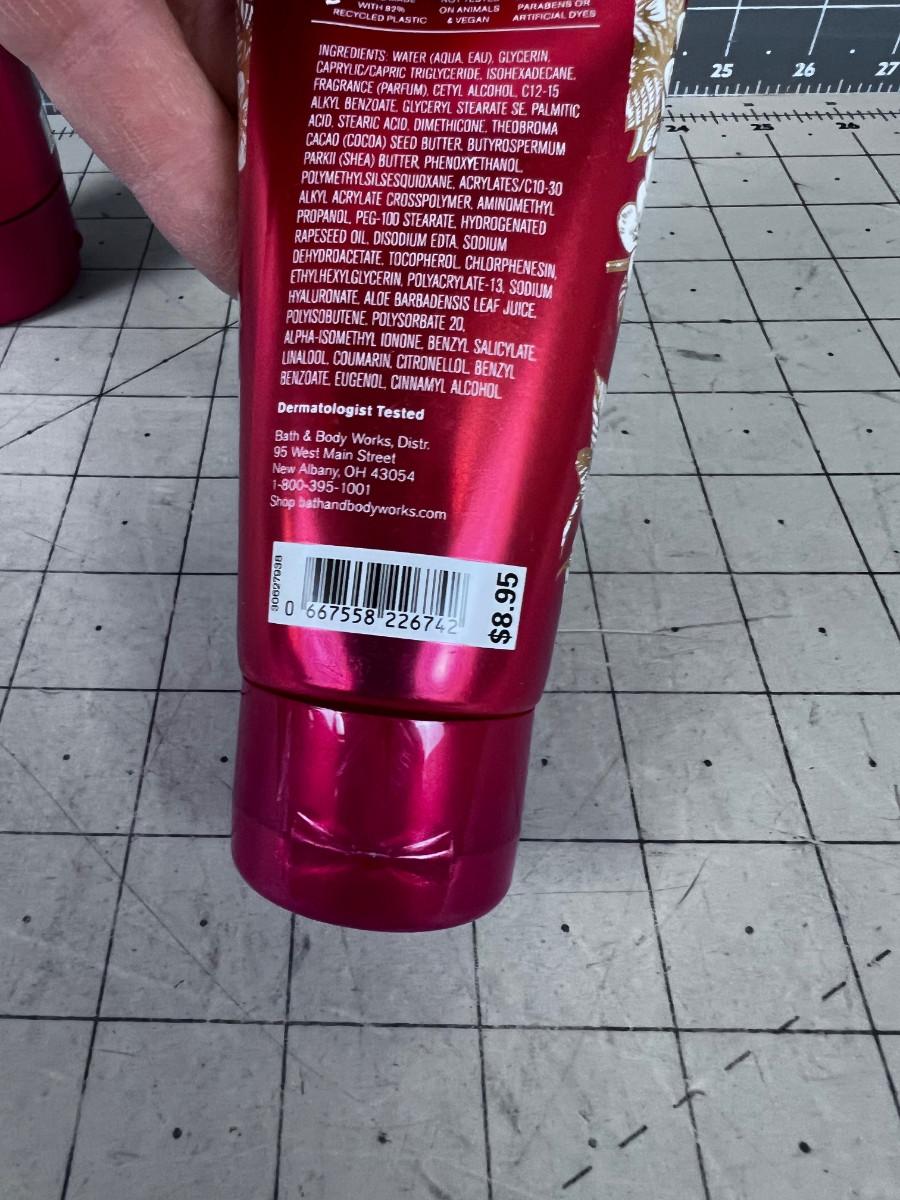 WITH 82%
RECYCLED PLASTIC
ON ANIMALS
& VEGAN
PARABENS OR
ARTIFICIAL DYES
INGREDIENTS: WATER (AQUA, EAU), GLYCERIN,
CAPRYLIC/CAPRIC TRIGLYCERIDE, ISOHEXADECANE,
FRAGRANCE (PARFUM), CETYL ALCOHOL, C12-15
ALKYL BENZOATE, GLYCERYL STEARATE SE, PALMITIC
ACID, STEARIC ACID, DIMETHICONE, THEOBROMA
CACAO (COCOA) SEED BUTTER, BUTYROSPERMUM
PARKII (SHEA) BUTTER, PHENOXYETHANOL,
POLYMETHYLSILSESQUIOXANE, ACRYLATES/C10-30
ALKYL ACRYLATE CROSSPOLYMER, AMINOMETHYL
PROPANOL, PEG-100 STEARATE, HYDROGENATED
RAPESEED OIL, DISODIUM EDTA, SODIUM
DEHYDROACETATE, TOCOPHEROL, CHLORPHENESIN,
ETHYLHEXYLGLYCERIN, POLYACRYLATE-13, SODIUM
HYALURONATE, ALOE BARBADENSIS LEAF JUICE,
POLYISOBUTENE, POLYSORBATE 20,
ALPHA-ISOMETHYL IONONE, BENZYL SALICYLATE,
LINALOOL, COUMARIN, CITRONELLOL, BENZYL
BENZOATE, EUGENOL, CINNAMYL ALCOHOL
Dermatologist Tested
Bath & Body Works, Distr.
95 West Main Street
New Albany, OH 43054
1-800-395-1001
Shop bathandbodyworks.com
80627938
0 667558 226742
$8.95
25 26 27
24 25 26